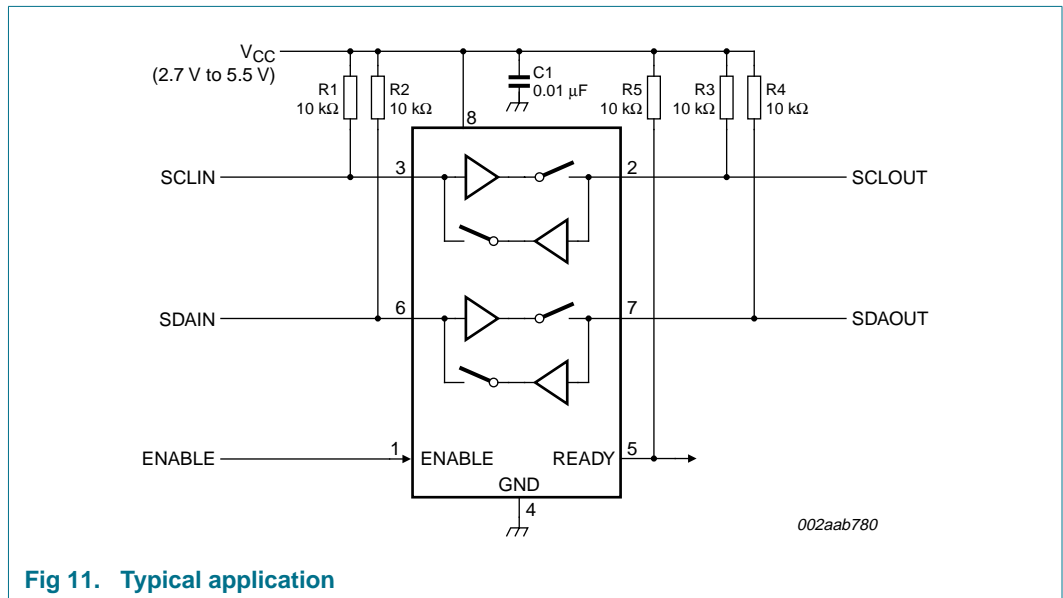 VCC
(2.7 V to 5.5 V)
R1
10 kΩ
R2
10 kΩ
C1
0.01 μF
R5
10 kΩ
R3
10 kΩ
R4
10 kΩ
8
SCLIN
3
2
SCLOUT
SDAIN
6
7
SDAOUT
ENABLE
1
ENABLE
READY
5
GND
4
002aab780
Fig 11. Typical application